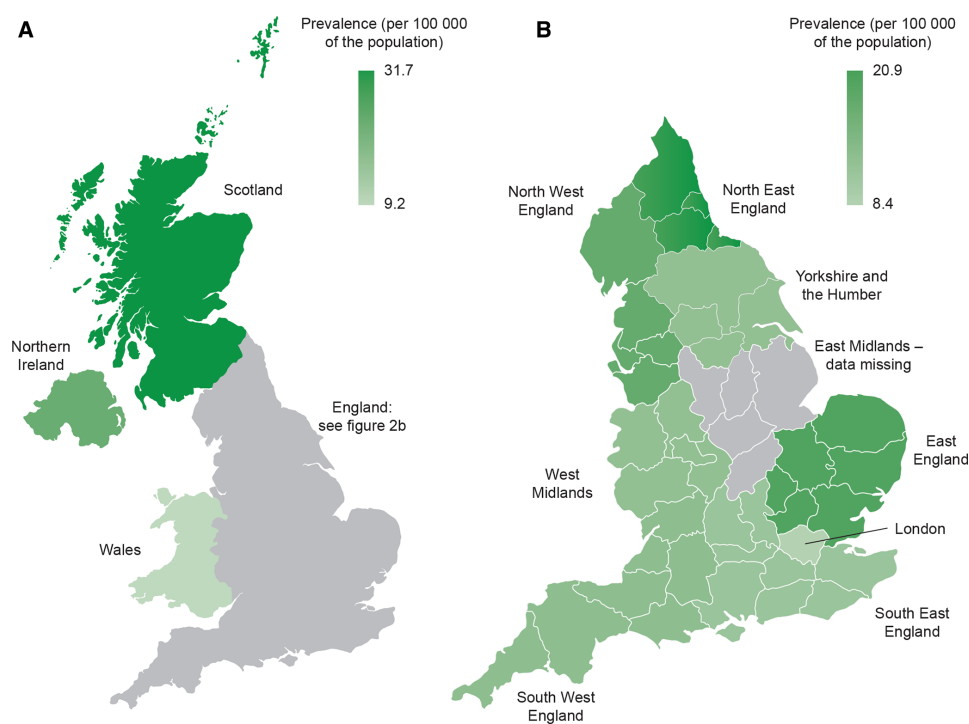 A
Prevalence (per 100 000
of the population)
31.7
9.2
Scotland
Northern
Ireland
England:
see figure 2b
Wales
B
Prevalence (per 100 000
of the population)
20.9
8.4
North West
England
North East
England
Yorkshire and
the Humber
East Midlands –
data missing
East
England
West
Midlands
London
South East
England
South West
England